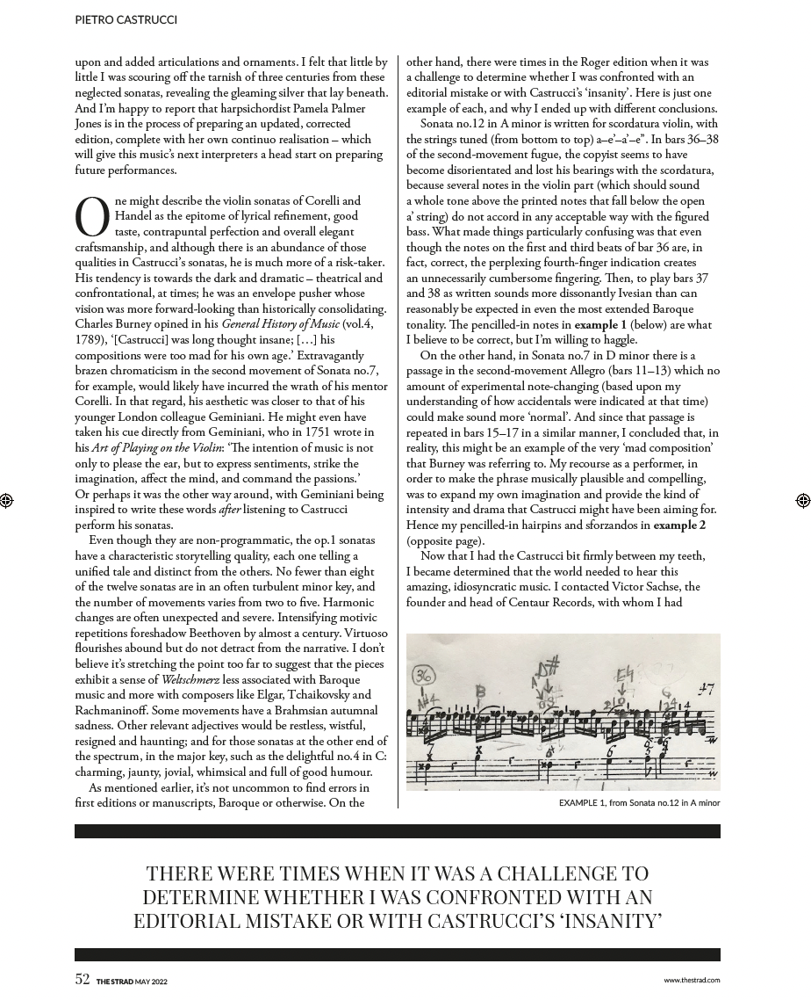 PIETRO CASTRUCCI
upon and added articulations and ornaments. I felt that little by
little I was scouring off the tarnish of three centuries from these
neglected sonatas, revealing the gleaming silver that lay beneath.
And I’m happy to report that harpsichordist Pamela Palmer
Jones is in the process of preparing an updated, corrected
edition, complete with her own continuo realisation – which
will give this music’s next interpreters a head start on preparing
future performances.
One might describe the violin sonatas of Corelli and
Handel as the epitome of lyrical refinement, good
taste, contrapuntal perfection and overall elegant
craftsmanship, and although there is an abundance of those
qualities in Castrucci’s sonatas, he is much more of a risk-taker.
His tendency is towards the dark and dramatic – theatrical and
confrontational, at times; he was an envelope pusher whose
vision was more forward-looking than historically consolidating.
Charles Burney opined in his General History of Music (vol.4,
1789), ‘[Castrucci] was long thought insane; […] his
compositions were too mad for his own age.’ Extravagantly
brazen chromaticism in the second movement of Sonata no.7,
for example, would likely have incurred the wrath of his mentor
Corelli. In that regard, his aesthetic was closer to that of his
younger London colleague Geminiani. He might even have
taken his cue directly from Geminiani, who in 1751 wrote in
his Art of Playing on the Violin: ‘The intention of music is not
only to please the ear, but to express sentiments, strike the
imagination, affect the mind, and command the passions.’
Or perhaps it was the other way around, with Geminiani being
inspired to write these words after listening to Castrucci
perform his sonatas.
Even though they are non-programmatic, the op.1 sonatas
have a characteristic storytelling quality, each one telling a
unified tale and distinct from the others. No fewer than eight
of the twelve sonatas are in an often turbulent minor key, and
the number of movements varies from two to five. Harmonic
changes are often unexpected and severe. Intensifying motivic
repetitions foreshadow Beethoven by almost a century. Virtuoso
flourishes abound but do not detract from the narrative. I don’t
believe it’s stretching the point too far to suggest that the pieces
exhibit a sense of Weltschmerz less associated with Baroque
music and more with composers like Elgar, Tchaikovsky and
Rachmaninoff. Some movements have a Brahmsian autumnal
sadness. Other relevant adjectives would be restless, wistful,
resigned and haunting; and for those sonatas at the other end of
the spectrum, in the major key, such as the delightful no.4 in C:
charming, jaunty, jovial, whimsical and full of good humour.
As mentioned earlier, it’s not uncommon to find errors in
first editions or manuscripts, Baroque or otherwise. On the
other hand, there were times in the Roger edition when it was
a challenge to determine whether I was confronted with an
editorial mistake or with Castrucci’s ‘insanity’. Here is just one
example of each, and why I ended up with different conclusions.
Sonata no.12 in A minor is written for scordatura violin, with
the strings tuned (from bottom to top) a–e’–a’–e”. In bars 36–38
of the second-movement fugue, the copyist seems to have
become disorientated and lost his bearings with the scordatura,
because several notes in the violin part (which should sound
a whole tone above the printed notes that fall below the open
a’ string) do not accord in any acceptable way with the figured
bass. What made things particularly confusing was that even
though the notes on the first and third beats of bar 36 are, in
fact, correct, the perplexing fourth-finger indication creates
an unnecessarily cumbersome fingering. Then, to play bars 37
and 38 as written sounds more dissonantly Ivesian than can
reasonably be expected in even the most extended Baroque
tonality. The pencilled-in notes in example 1 (below) are what
I believe to be correct, but I’m willing to haggle.
On the other hand, in Sonata no.7 in D minor there is a
passage in the second-movement Allegro (bars 11–13) which no
amount of experimental note-changing (based upon my
understanding of how accidentals were indicated at that time)
could make sound more ‘normal’. And since that passage is
repeated in bars 15–17 in a similar manner, I concluded that, in
reality, this might be an example of the very ‘mad composition’
that Burney was referring to. My recourse as a performer, in
order to make the phrase musically plausible and compelling,
was to expand my own imagination and provide the kind of
intensity and drama that Castrucci might have been aiming for.
Hence my pencilled-in hairpins and sforzandos in example 2
(opposite page).
Now that I had the Castrucci bit firmly between my teeth,
I became determined that the world needed to hear this
amazing, idiosyncratic music. I contacted Victor Sachse, the
founder and head of Centaur Records, with whom I had
36
B
D#
E♮
G
47
EXAMPLE 1, from Sonata no.12 in A minor
THERE WERE TIMES WHEN IT WAS A CHALLENGE TO
DETERMINE WHETHER I WAS CONFRONTED WITH AN
EDITORIAL MISTAKE OR WITH CASTRUCCI’S ‘INSANITY’
52 THE STRAD MAY 2022
www.thestrad.com